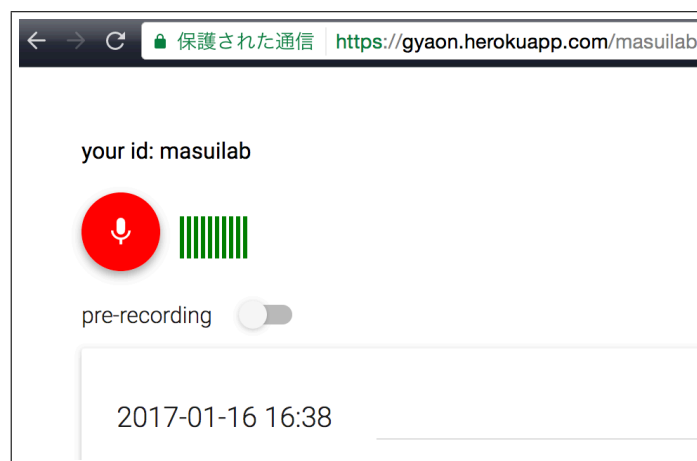 保護された通信 https://gyaon.herokuapp.com/masuilab
your id: masuilab
pre-recording
2017-01-16 16:38